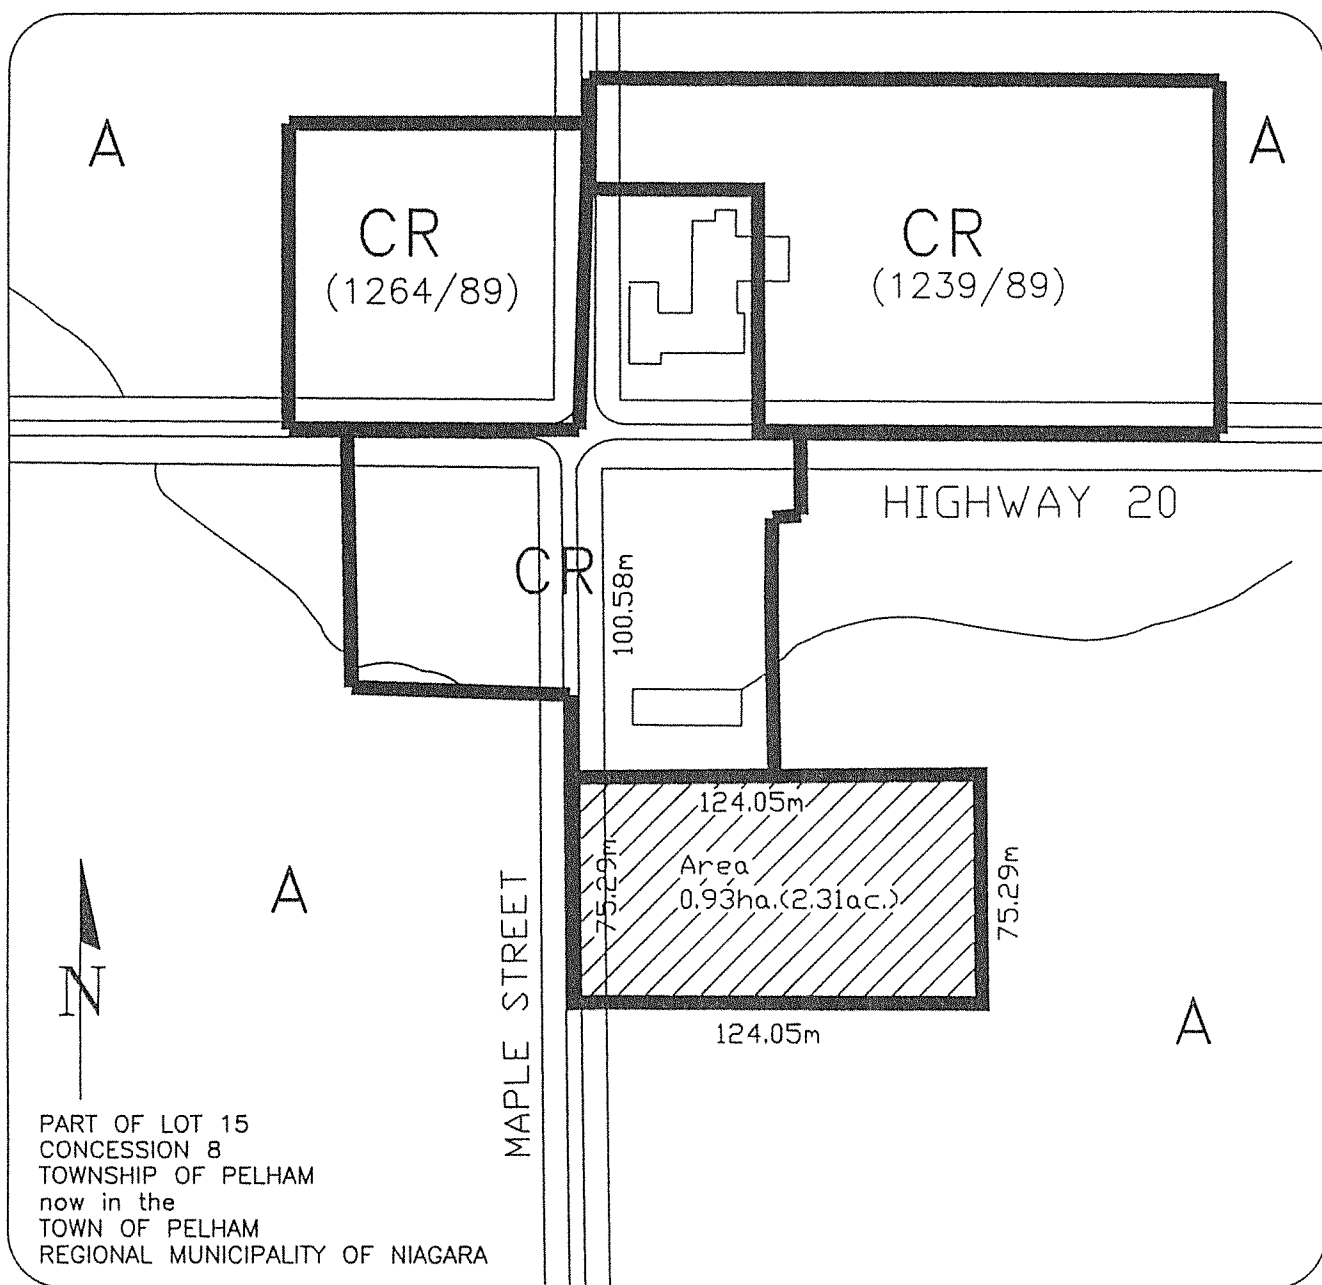 A
A
CR
(1264/89)
CR
(1239/89)
HIGHWAY 20
CR
100.58m
124.05m
75.29m
Area
0.93ha.(2.31ac.)
75.29m
A
N
MAPLE STREET
124.05m
A
PART OF LOT 15
CONCESSION 8
TOWNSHIP OF PELHAM
now in the
TOWN OF PELHAM
REGIONAL MUNICIPALITY OF NIAGARA